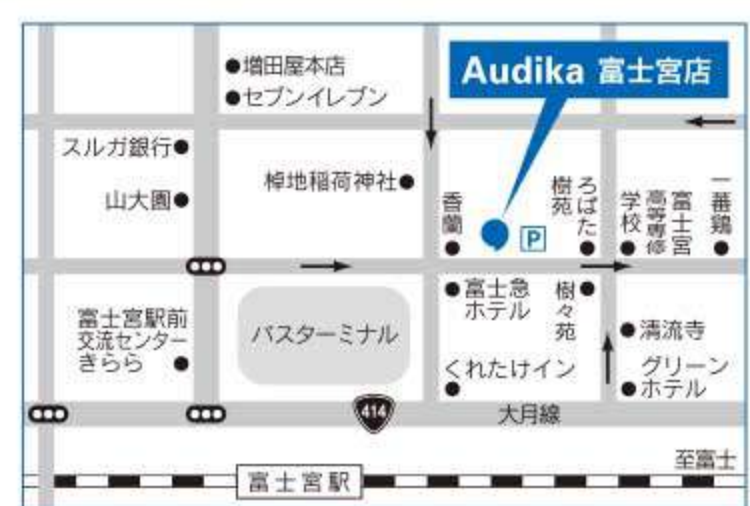 増田屋本店
セブンイレブン
Audika 富士宮店
スルガ銀行
山大園
棹地稲荷神社
香蘭
P
ろばた
樹苑
富士宮
高等専修
学校
一番鶏
富士宮駅前
交流センター
きらら
バスターミナル
富士急
ホテル
樹々苑
清流寺
くれたけイン
グリーン
ホテル
414
大月線
至富士
富士宮駅